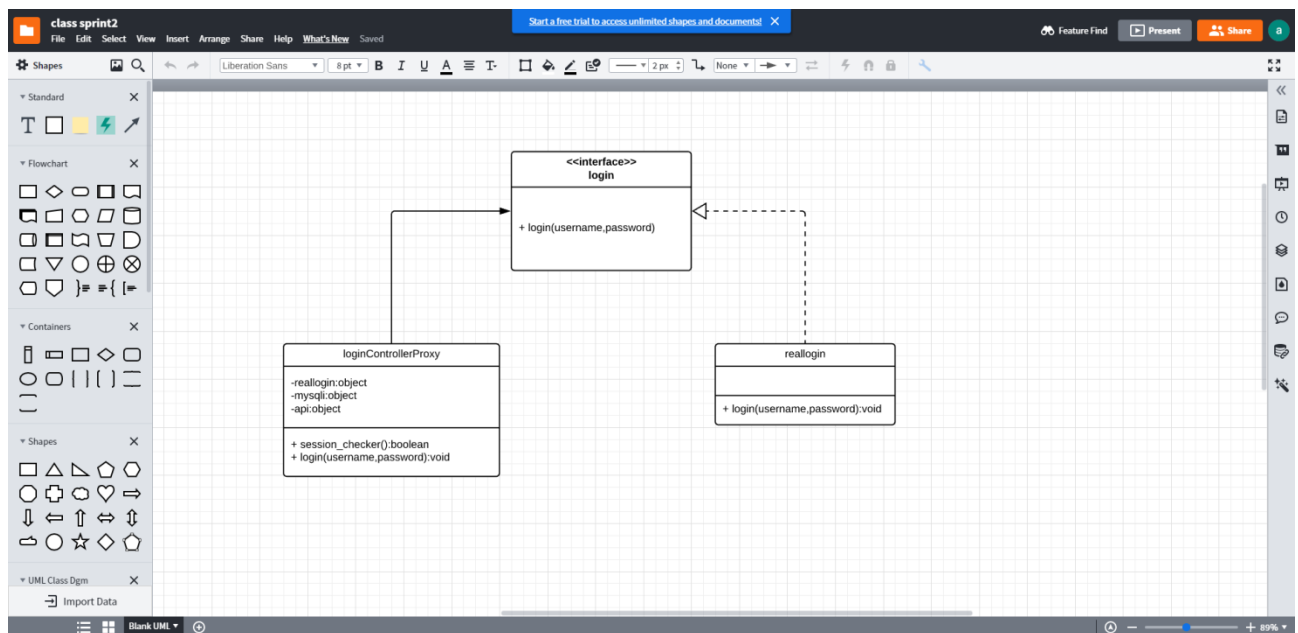 class sprint2
File Edit Select View Insert Arrange Share Help What's New Saved
Start a free trial to access unlimited shapes and documents!
Feature Find
Present
Share
a
Shapes
Liberation Sans
8 pt
B I U A T
2 px
None
Standard
T
Flowchart
Containers
Shapes
UML Class Dgm
Import Data
<<interface>>
login
+ login(username,password)
loginControllerProxy
-reallogin:object
-mysqli:object
-api:object
+ session_checker():boolean
+ login(username,password):void
reallogin
+ login(username,password):void
Blank UML
89%